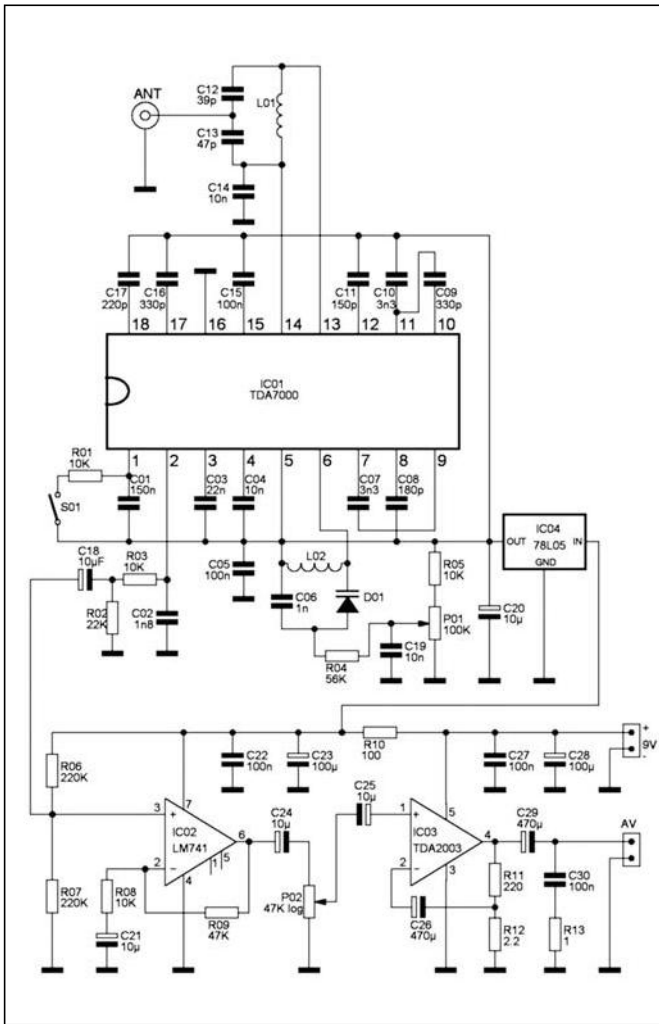 ANT
C12
39p
L01
C13
47p
C14
10n
C17
220p
C16
330p
C15
100n
C11
150p
C10
3n3
C09
330p
18 17 16 15 14 13 12 11 10
IC01
TDA7000
1 2 3 4 5 6 7 8 9
R01
10K
S01
C01
150n
C03
22n
C04
10n
C07
3n3
C08
180p
IC04
OUT 78L05 IN
GND
C18
10µF
R03
10K
R02
22K
C02
1n8
C05
100n
L02
C06
1n
D01
R04
56K
C19
10n
R05
10K
P01
100K
C20
10µ
R06
220K
R07
220K
C22
100n
C23
100µ
R10
100
C27
100n
C28
100µ
+
9V
-
3 + 7
IC02
LM741
6
2 - 4 1 5
R08
10K
C21
10µ
R09
47K
C24
10µ
P02
47K log
C25
10µ
1 + 5
IC03
TDA2003
4
2 - 3
C26
470µ
R11
220
R12
2.2
C29
470µ
C30
100n
R13
1
AV